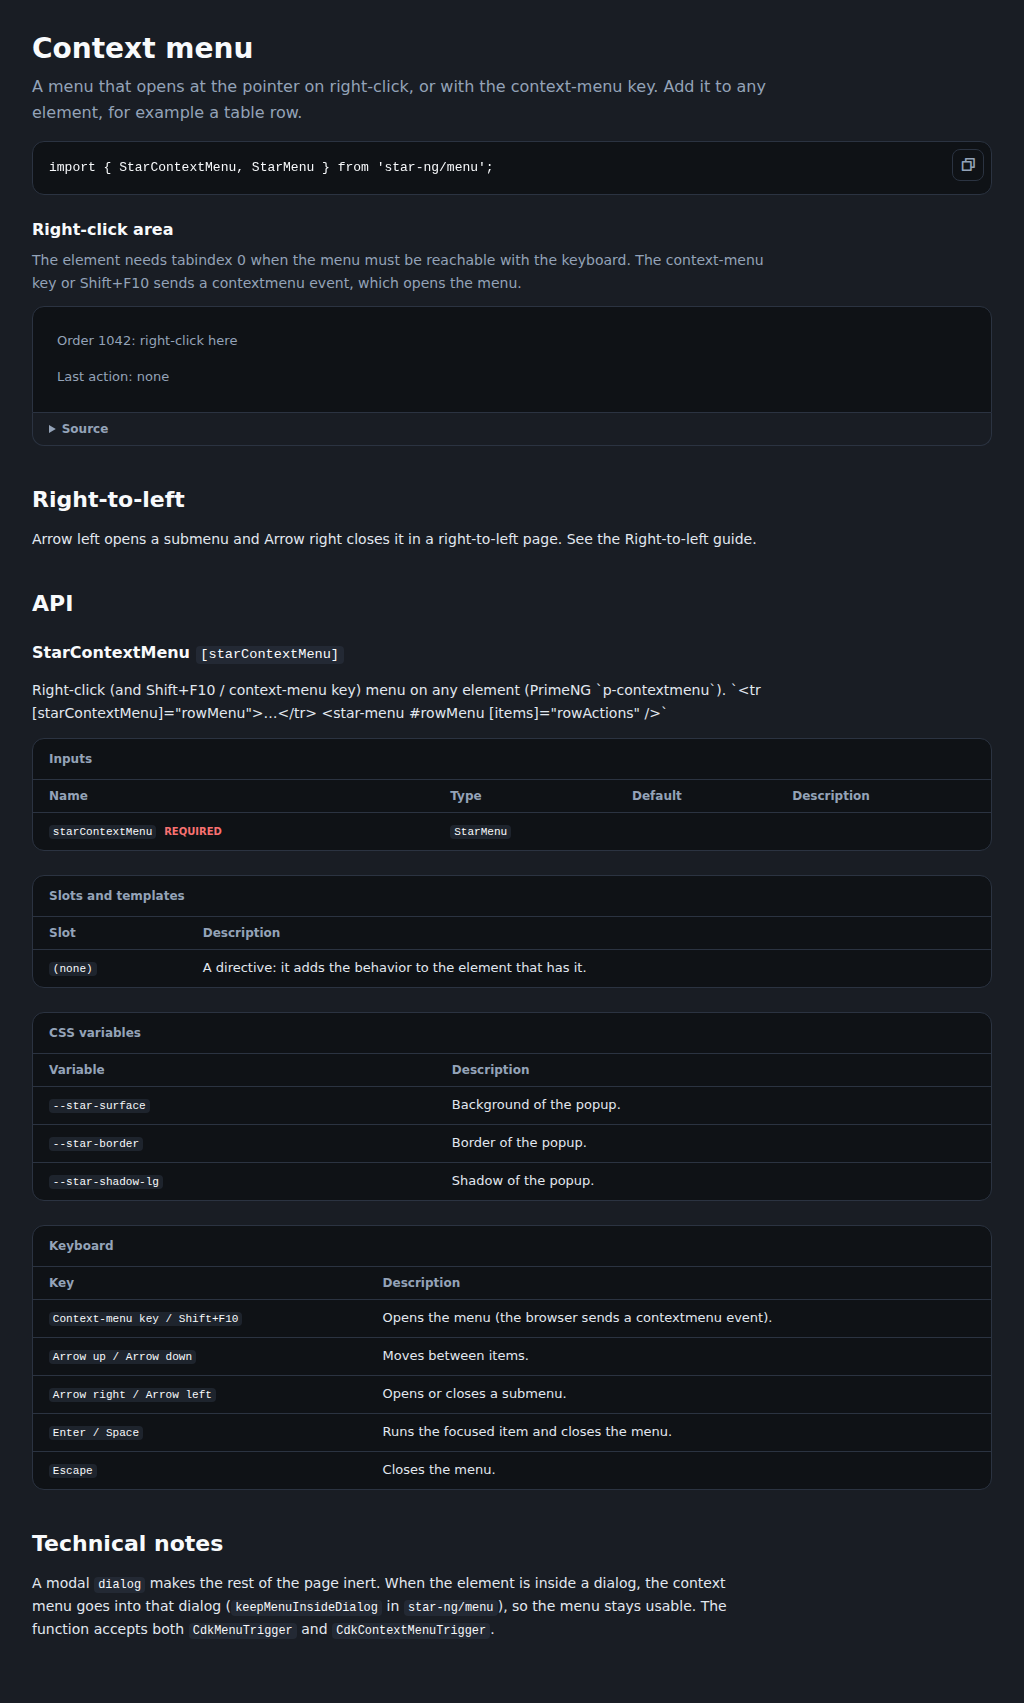 Context menu
A menu that opens at the pointer on right-click, or with the context-menu key. Add it to any
element, for example a table row.
import { StarContextMenu, StarMenu } from 'star-ng/menu';
Right-click area
The element needs tabindex 0 when the menu must be reachable with the keyboard. The context-menu
key or Shift+F10 sends a contextmenu event, which opens the menu.
Order 1042: right-click here
Last action: none
Source
Right-to-left
Arrow left opens a submenu and Arrow right closes it in a right-to-left page. See the Right-to-left guide.
API
StarContextMenu [starContextMenu]
Right-click (and Shift+F10 / context-menu key) menu on any element (PrimeNG `p-contextmenu`). `<tr
[starContextMenu]="rowMenu">…</tr> <star-menu #rowMenu [items]="rowActions" />`
Inputs
Name Type Default Description
starContextMenu REQUIRED StarMenu
Slots and templates
Slot Description
(none) A directive: it adds the behavior to the element that has it.
CSS variables
Variable Description
--star-surface Background of the popup.
--star-border Border of the popup.
--star-shadow-lg Shadow of the popup.
Keyboard
Key Description
Context-menu key / Shift+F10 Opens the menu (the browser sends a contextmenu event).
Arrow up / Arrow down Moves between items.
Arrow right / Arrow left Opens or closes a submenu.
Enter / Space Runs the focused item and closes the menu.
Escape Closes the menu.
Technical notes
A modal dialog makes the rest of the page inert. When the element is inside a dialog, the context
menu goes into that dialog (keepMenuInsideDialog in star-ng/menu), so the menu stays usable. The
function accepts both CdkMenuTrigger and CdkContextMenuTrigger.